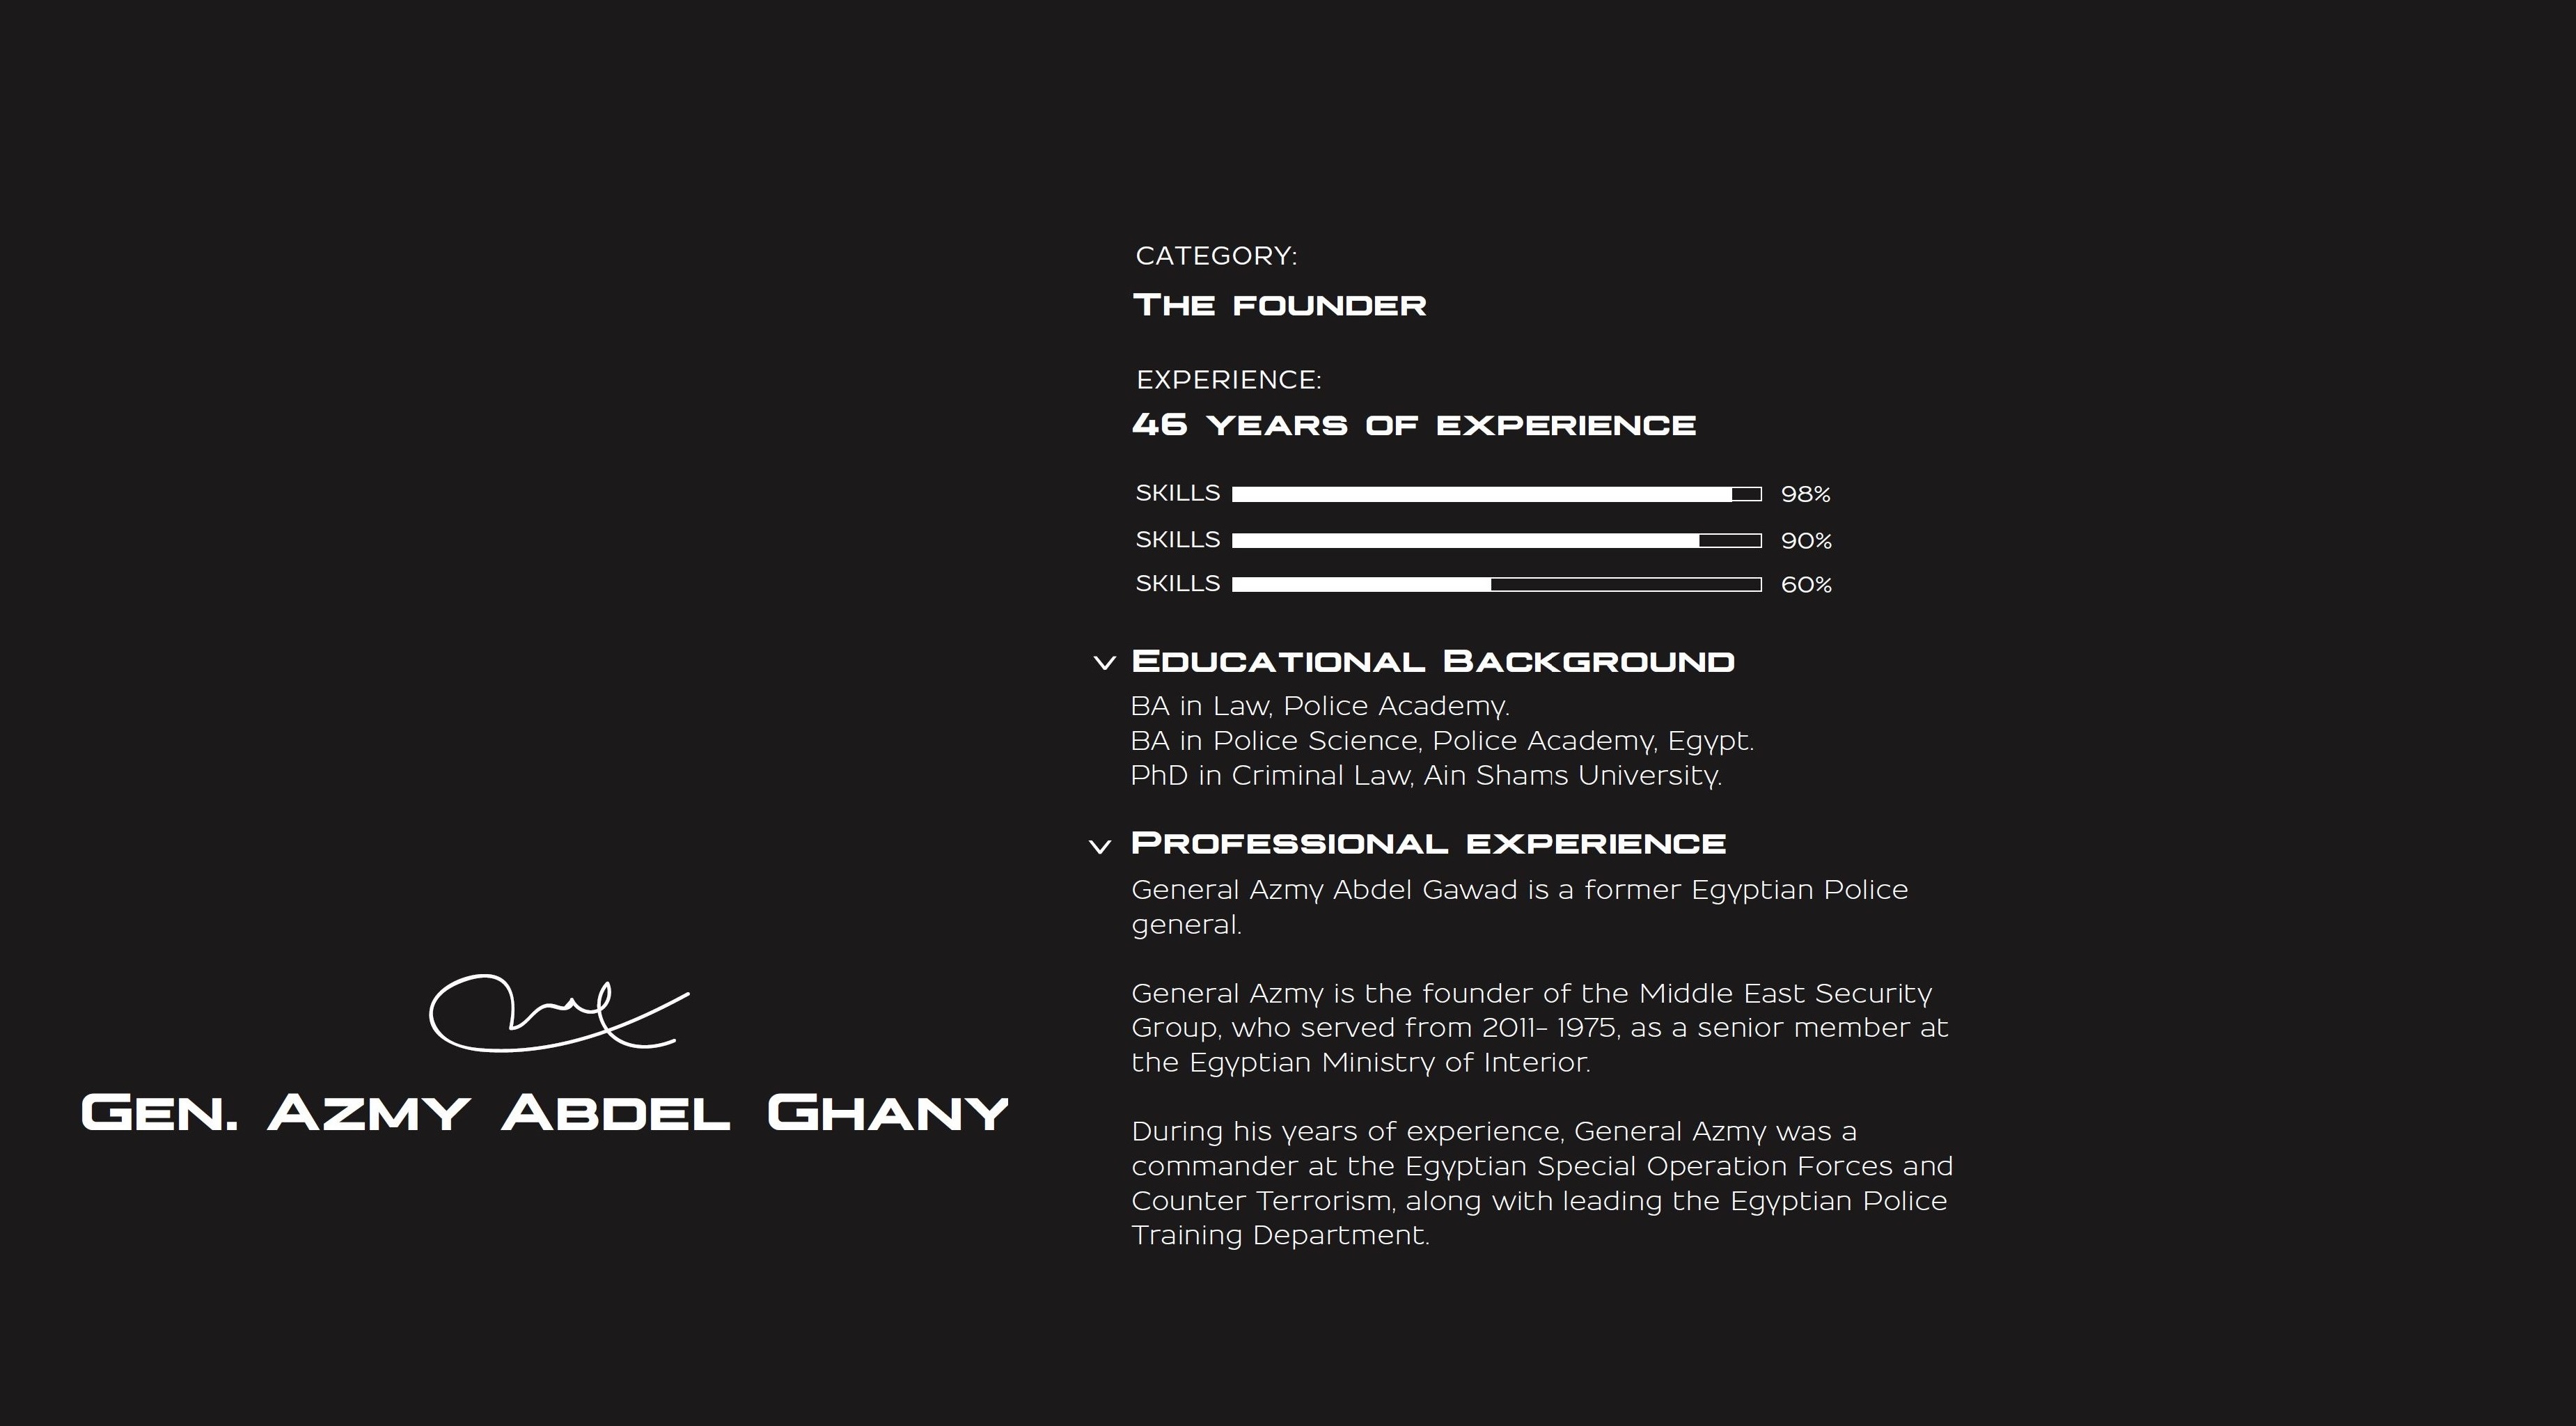 CATEGORY:
THE FOUNDER
EXPERIENCE:
46 YEARS OF EXPERIENCE
SKILLS 98%
SKILLS 90%
SKILLS 60%
EDUCATIONAL BACKGROUND
BA in Law, Police Academy.
BA in Police Science, Police Academy, Egypt.
PhD in Criminal Law, Ain Shams University.
PROFESSIONAL EXPERIENCE
General Azmy Abdel Gawad is a former Egyptian Police
general.
General Azmy is the founder of the Middle East Security
Group, who served from 2011- 1975, as a senior member at
the Egyptian Ministry of Interior.
During his years of experience, General Azmy was a
commander at the Egyptian Special Operation Forces and
Counter Terrorism, along with leading the Egyptian Police
Training Department.
GEN. AZMY ABDEL GHANY